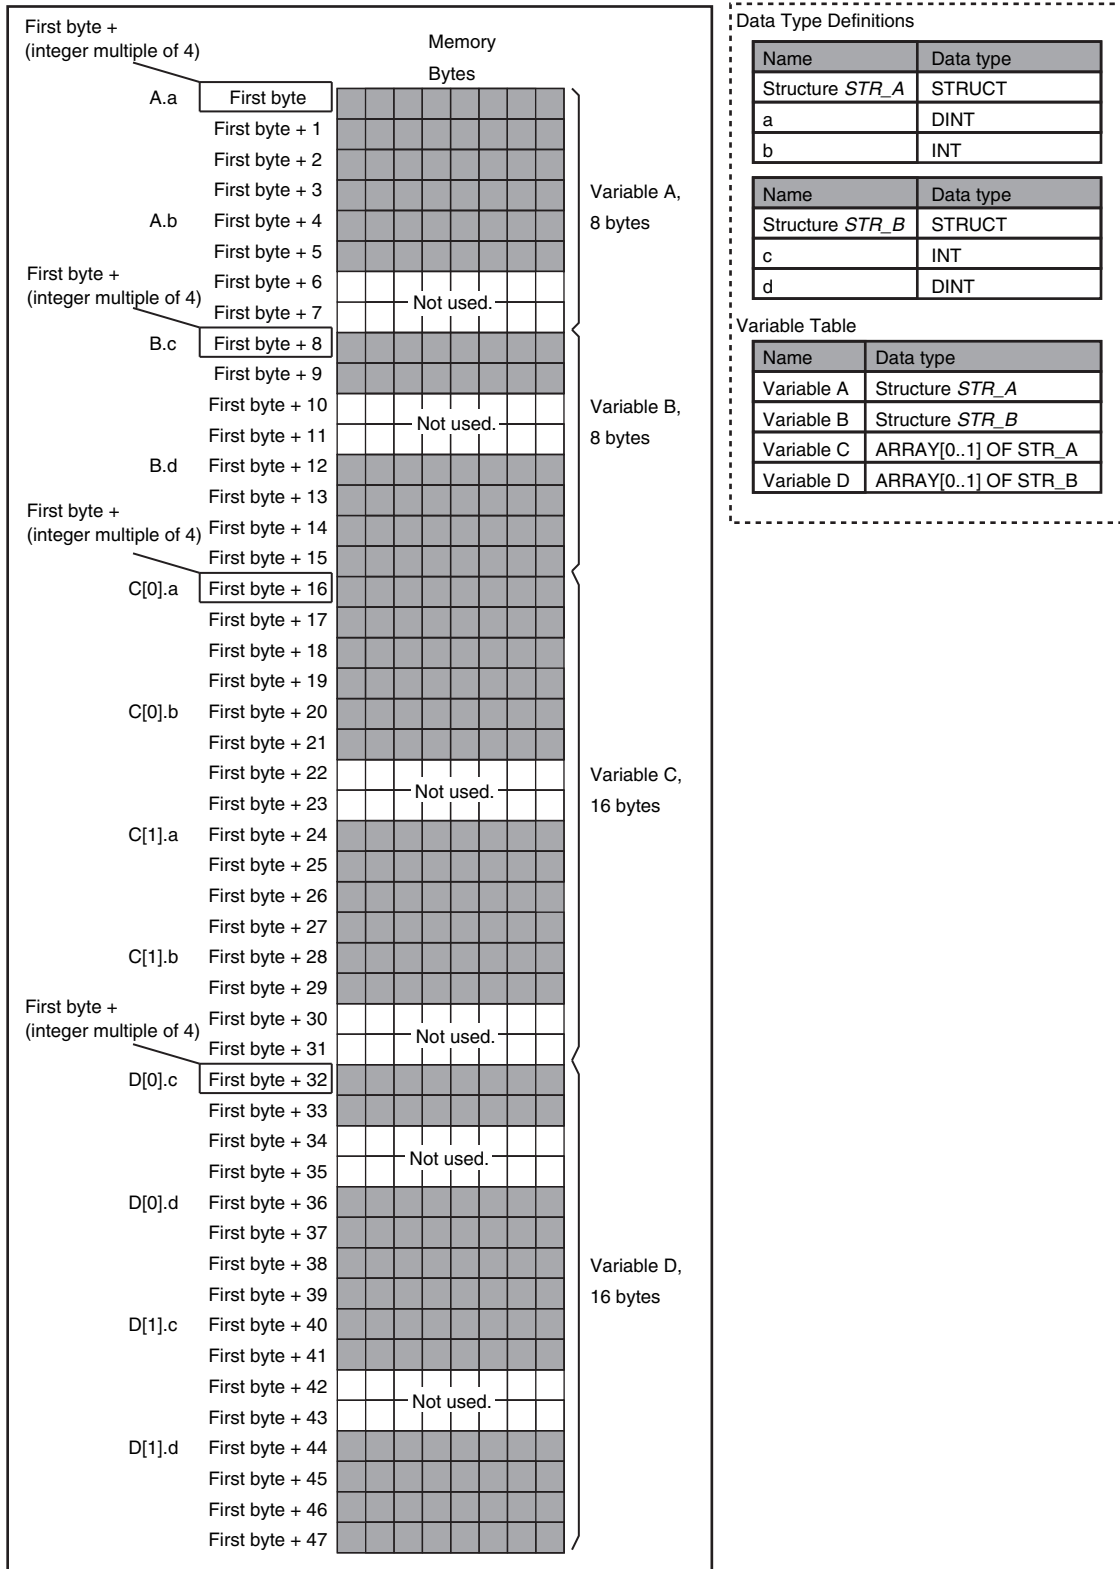 First byte +
(integer multiple of 4)
Memory
Bytes
A.a First byte
First byte + 1
First byte + 2
First byte + 3
A.b First byte + 4
First byte + 5
First byte + 6
First byte + 7
Not used.
Variable A,
8 bytes
First byte +
(integer multiple of 4)
B.c First byte + 8
First byte + 9
First byte + 10
First byte + 11
Not used.
B.d First byte + 12
First byte + 13
First byte + 14
First byte + 15
Variable B,
8 bytes
First byte +
(integer multiple of 4)
C[0].a First byte + 16
First byte + 17
First byte + 18
First byte + 19
C[0].b First byte + 20
First byte + 21
First byte + 22
First byte + 23
Not used.
C[1].a First byte + 24
First byte + 25
First byte + 26
First byte + 27
C[1].b First byte + 28
First byte + 29
First byte + 30
First byte + 31
Not used.
Variable C,
16 bytes
First byte +
(integer multiple of 4)
D[0].c First byte + 32
First byte + 33
First byte + 34
First byte + 35
Not used.
D[0].d First byte + 36
First byte + 37
First byte + 38
First byte + 39
D[1].c First byte + 40
First byte + 41
First byte + 42
First byte + 43
Not used.
D[1].d First byte + 44
First byte + 45
First byte + 46
First byte + 47
Variable D,
16 bytes
Data Type Definitions
Name Data type
Structure STR_A STRUCT
a DINT
b INT
Name Data type
Structure STR_B STRUCT
c INT
d DINT
Variable Table
Name Data type
Variable A Structure STR_A
Variable B Structure STR_B
Variable C ARRAY[0..1] OF STR_A
Variable D ARRAY[0..1] OF STR_B